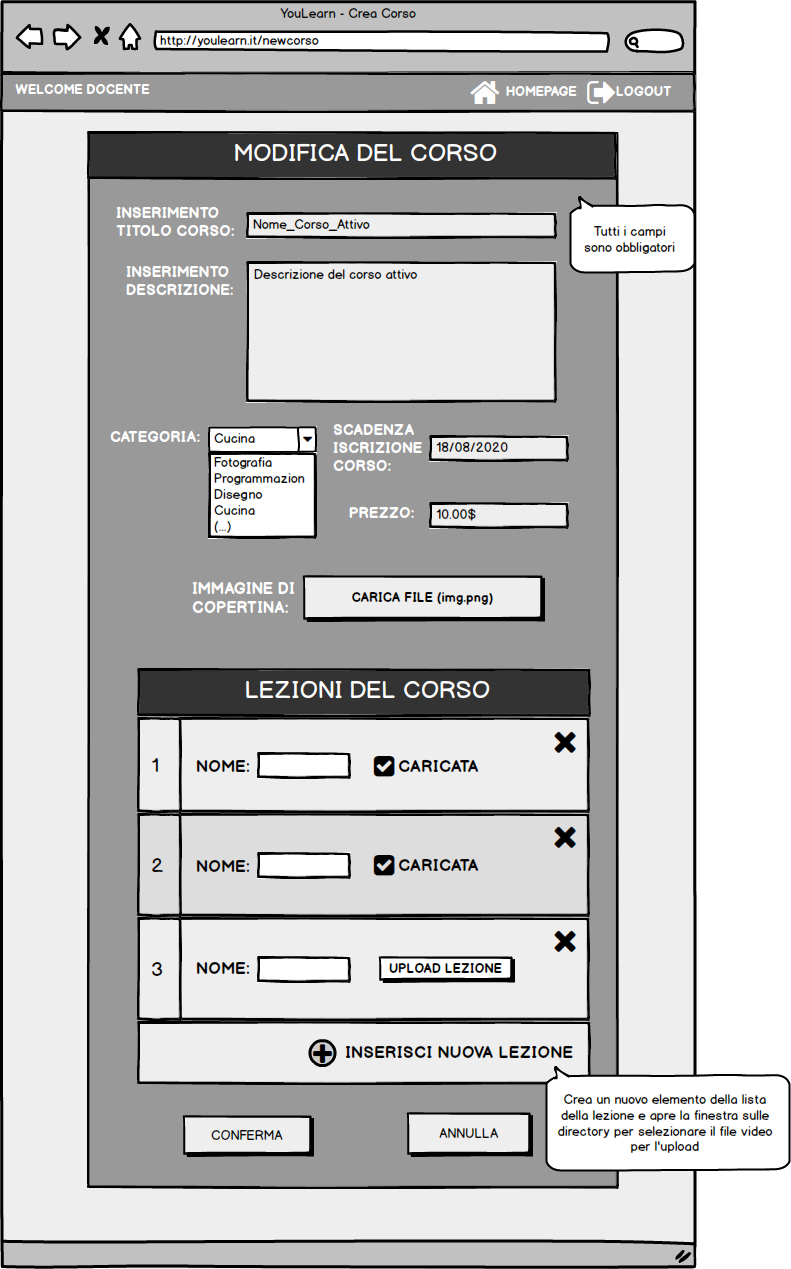 YouLearn - Crea Corso
http://youlearn.it/newcorso
WELCOME DOCENTE
HOMEPAGE
LOGOUT
MODIFICA DEL CORSO
INSERIMENTO
TITOLO CORSO:
Nome_Corso_Attivo
Tutti i campi
sono obbligatori
INSERIMENTO
DESCRIZIONE:
Descrizione del corso attivo
CATEGORIA:
Cucina
Fotografia
Programmazion
Disegno
Cucina
(...)
SCADENZA
ISCRIZIONE
CORSO:
18/08/2020
PREZZO:
10.00$
IMMAGINE DI
COPERTINA:
CARICA FILE (img.png)
LEZIONI DEL CORSO
1
NOME:
CARICATA
2
NOME:
CARICATA
3
NOME:
UPLOAD LEZIONE
INSERISCI NUOVA LEZIONE
Crea un nuovo elemento della lista
della lezione e apre la finestra sulle
directory per selezionare il file video
per l'upload
CONFERMA
ANNULLA